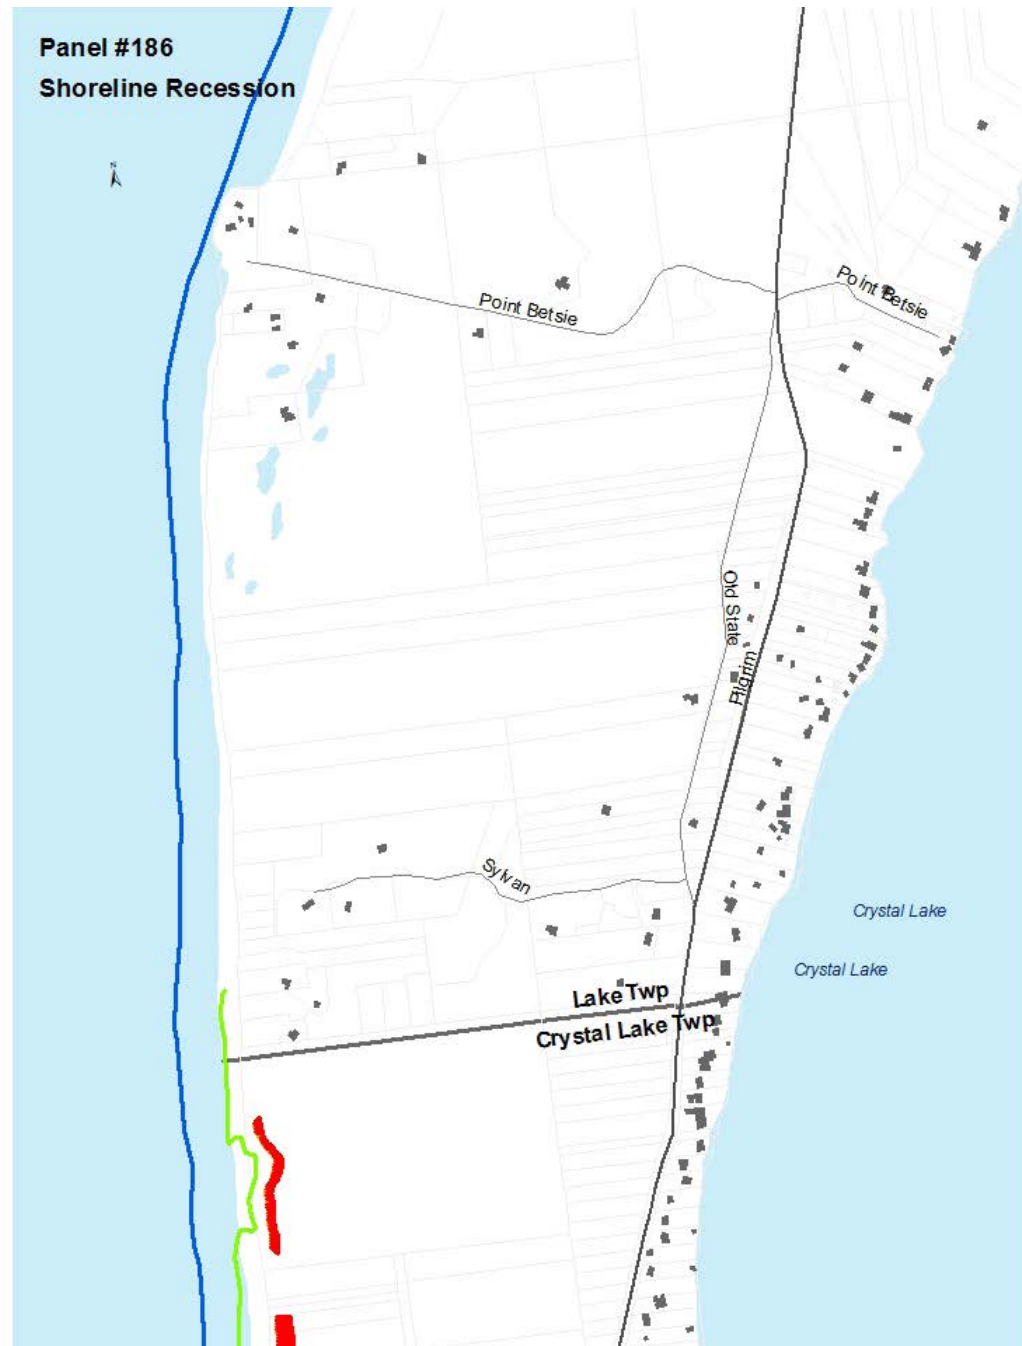 Panel #186
Shoreline Recession
N
Point Betsie
Point Betsie
Old State
Pilgrim
Sylvan
Crystal Lake
Crystal Lake
Lake Twp
Crystal Lake Twp